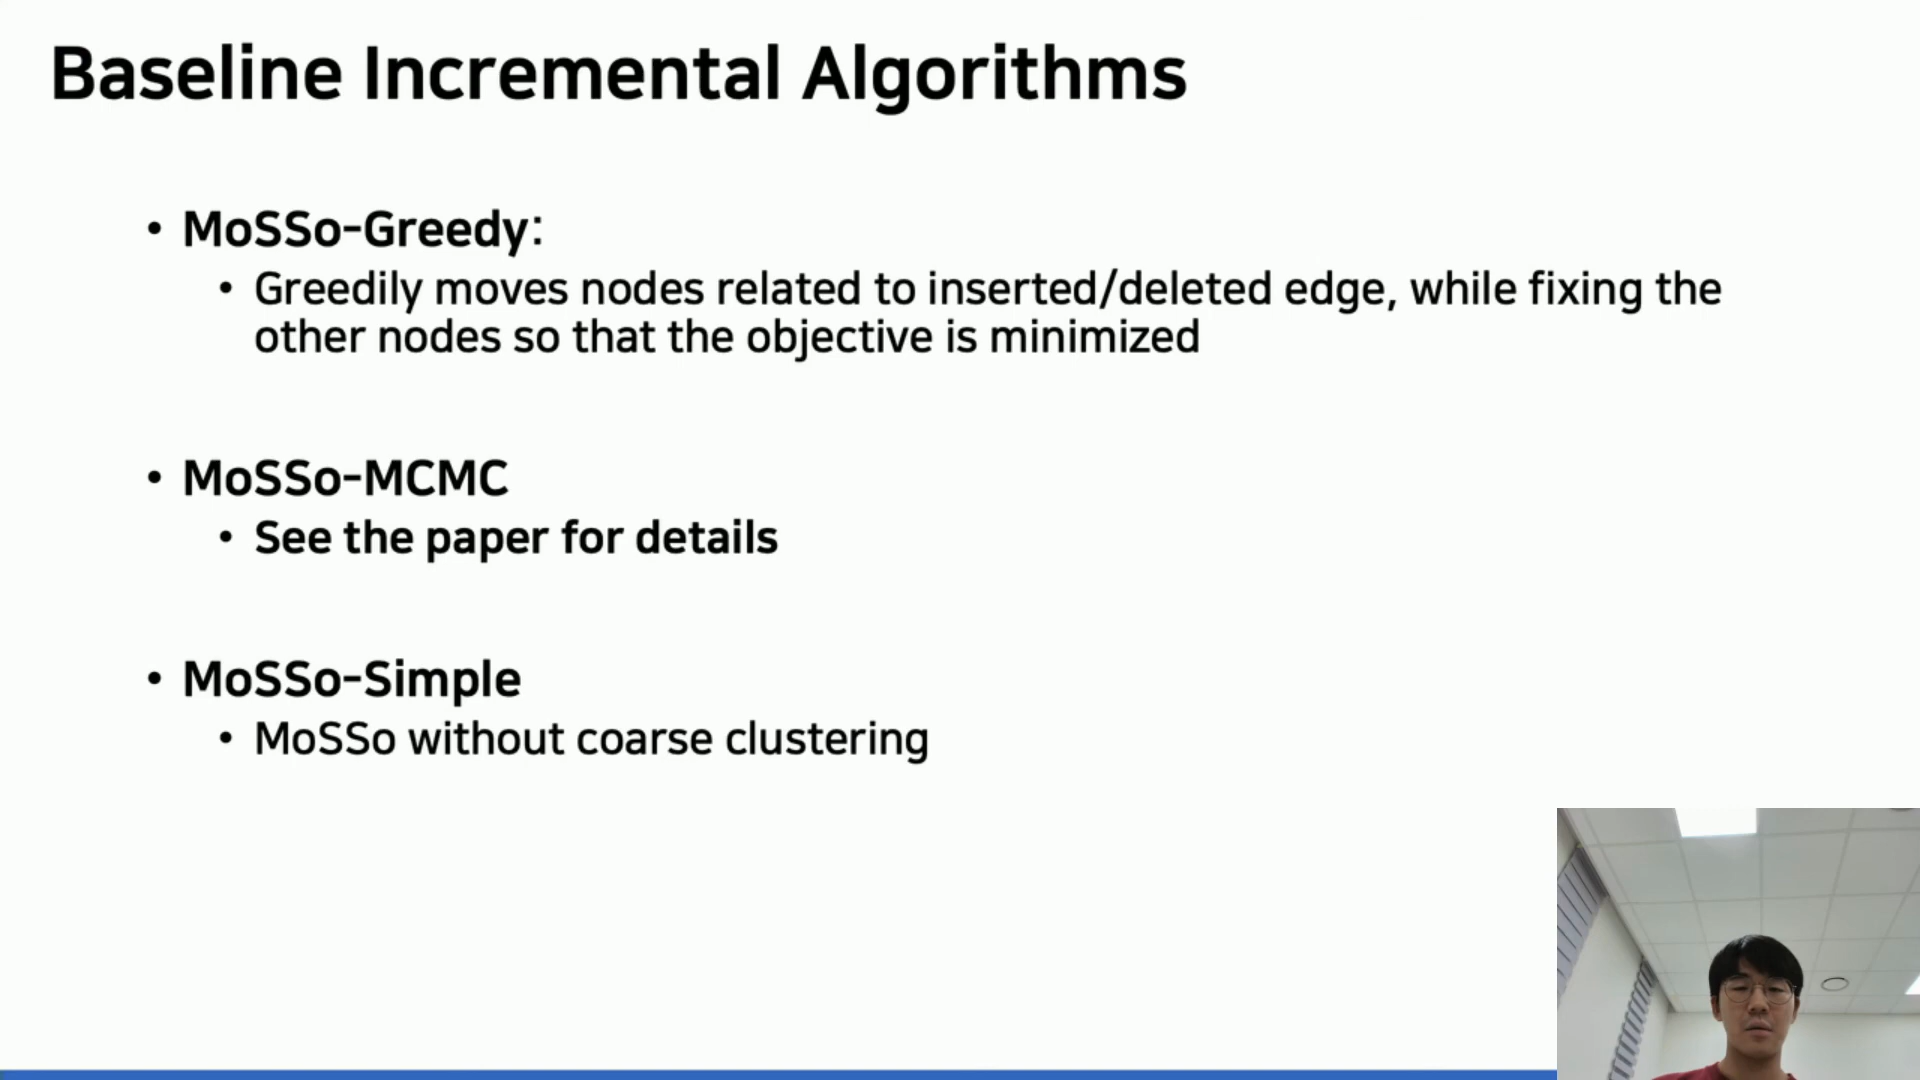 Baseline Incremental Algorithms
• MoSSo-Greedy:
• Greedily moves nodes related to inserted/deleted edge, while fixing the
other nodes so that the objective is minimized
• MoSSo-MCMC
• See the paper for details
• MoSSo-Simple
• MoSSo without coarse clustering